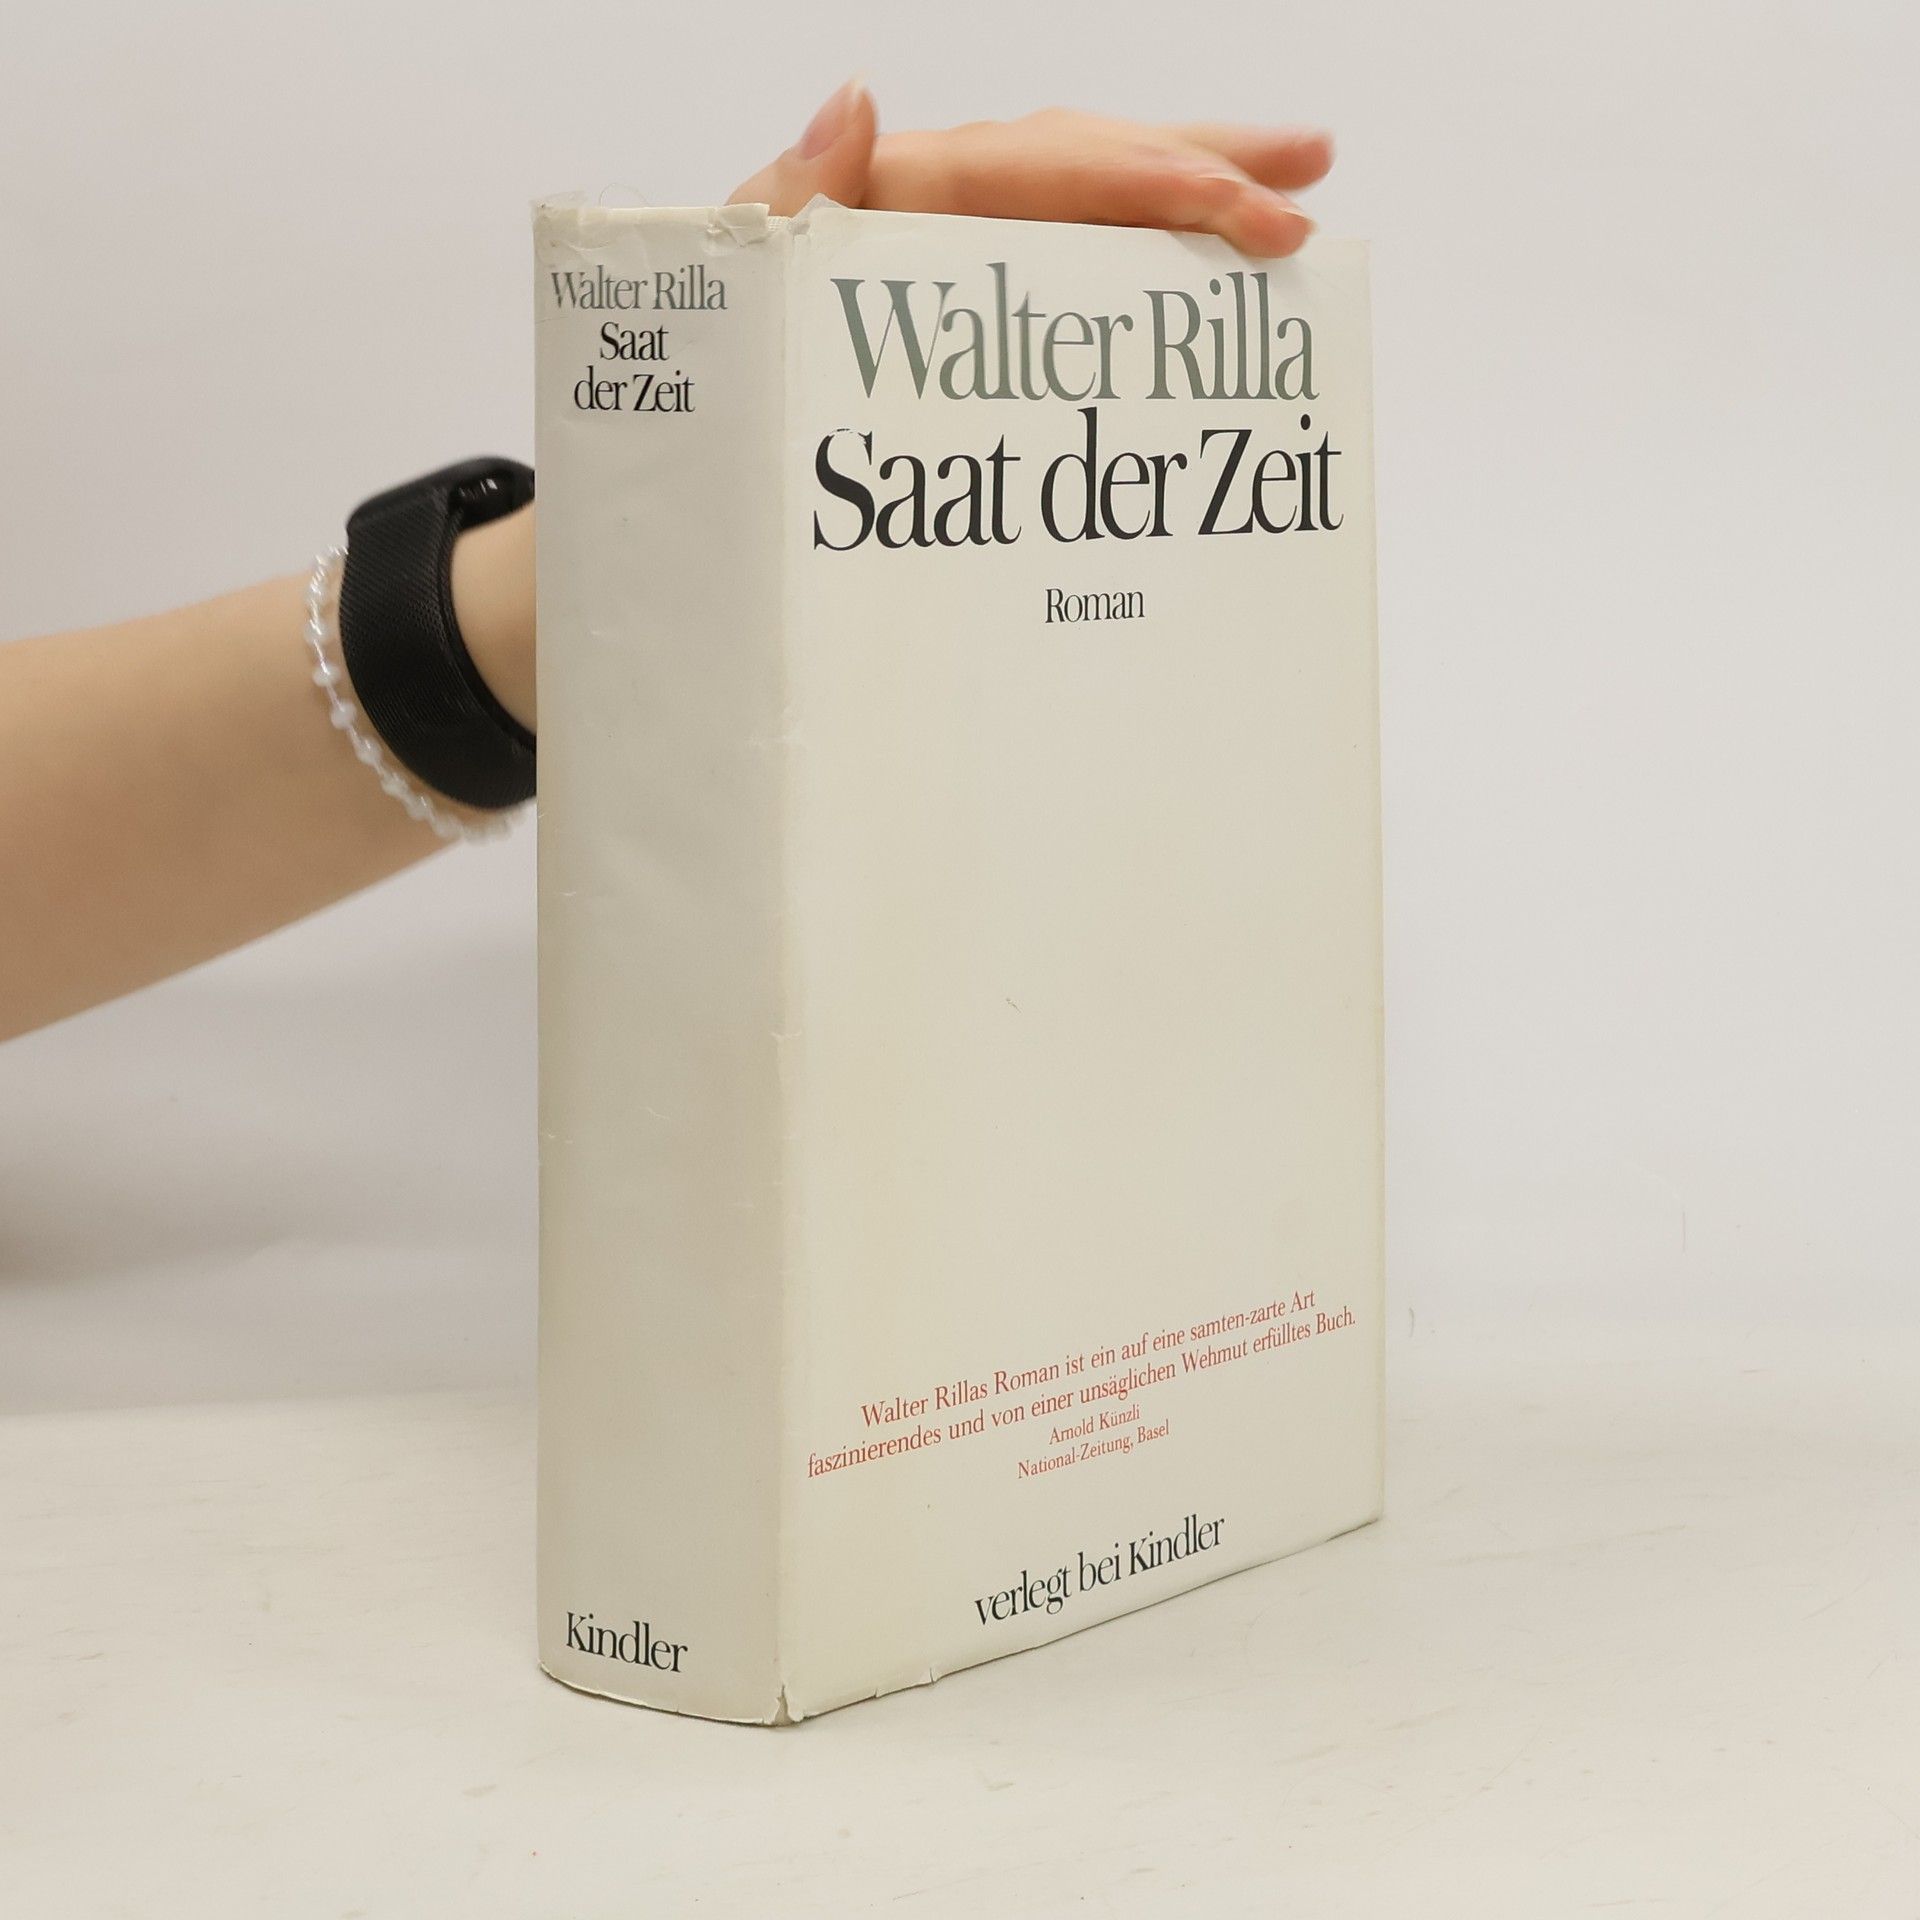 Walter Rilla
Saat
der Zeit
Kindler
Walter Rilla
Saat der Zeit
Roman
Walter Rillas Roman ist ein auf eine samten-zarte Art
faszinierendes und von einer unsäglichen Wehmut erfülltes Buch.
Arnold Künzli
National-Zeitung, Basel
verlegt bei Kindler